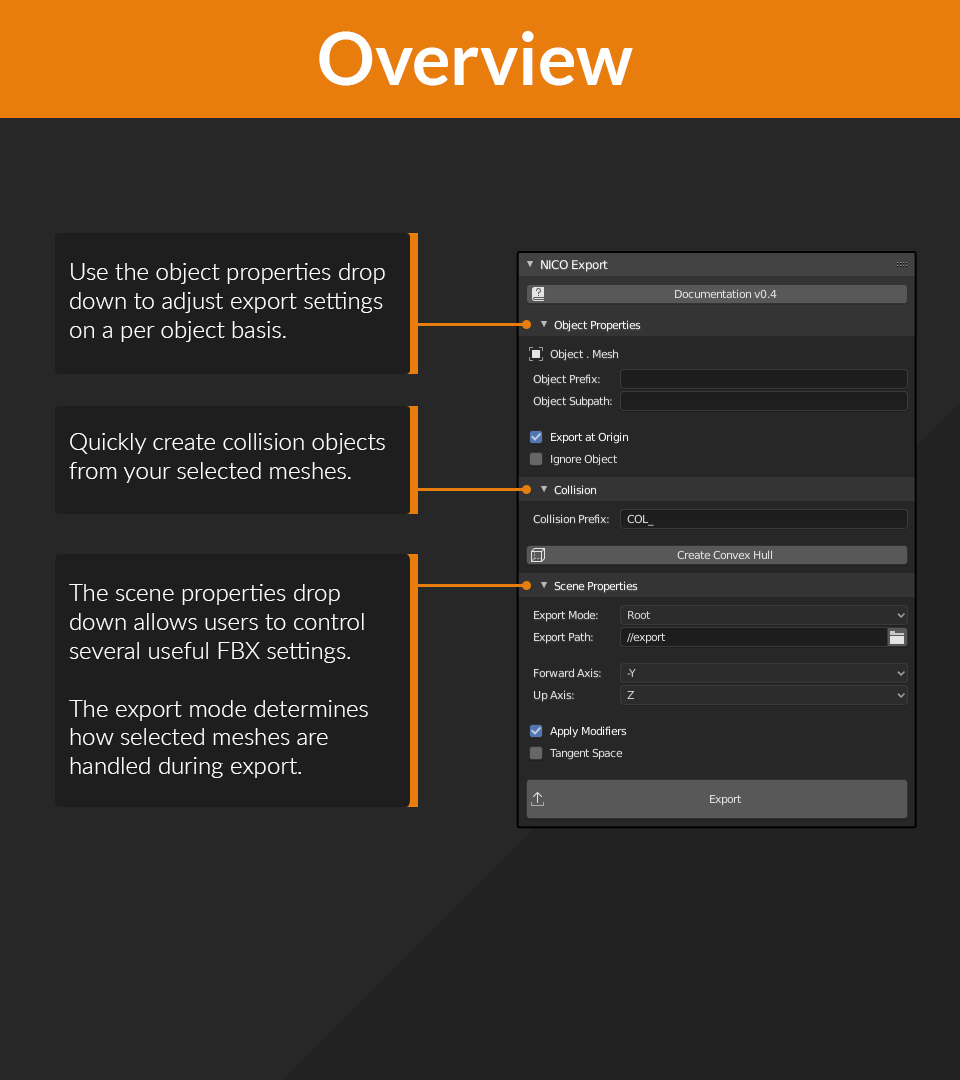 Overview
Use the object properties drop
down to adjust export settings
on a per object basis.
Quickly create collision objects
from your selected meshes.
The scene properties drop
down allows users to control
several useful FBX settings.
The export mode determines
how selected meshes are
handled during export.
NICO Export
Documentation v0.4
Object Properties
Object . Mesh
Object Prefix:
Object Subpath:
Export at Origin
Ignore Object
Collision
Collision Prefix: COL_
Create Convex Hull
Scene Properties
Export Mode: Root
Export Path: //export
Forward Axis: -Y
Up Axis: Z
Apply Modifiers
Tangent Space
Export